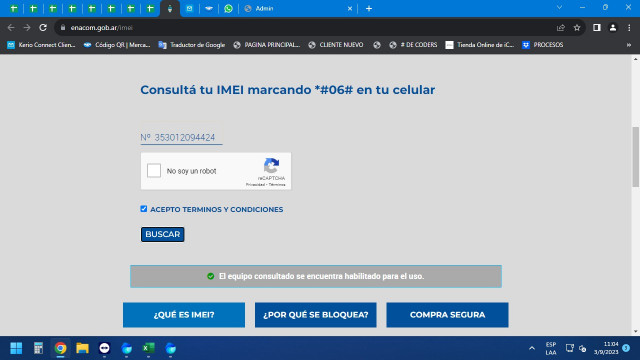 Admin
enacom.gob.ar/imei
Kerio Connect Clien...
Código QR | Merca...
Traductor de Google
PAGINA PRINCIPAL...
CLIENTE NUEVO
# DE CODERS
Tienda Online de iC...
PROCESOS
Consultá tu IMEI marcando *#06# en tu celular
Nº 353012094424
No soy un robot
reCAPTCHA
Privacidad - Términos
ACEPTO TERMINOS Y CONDICIONES
BUSCAR
El equipo consultado se encuentra habilitado para el uso.
¿QUÉ ES IMEI?
¿POR QUÉ SE BLOQUEA?
COMPRA SEGURA
ESP
LAA
11:04
3/9/2023